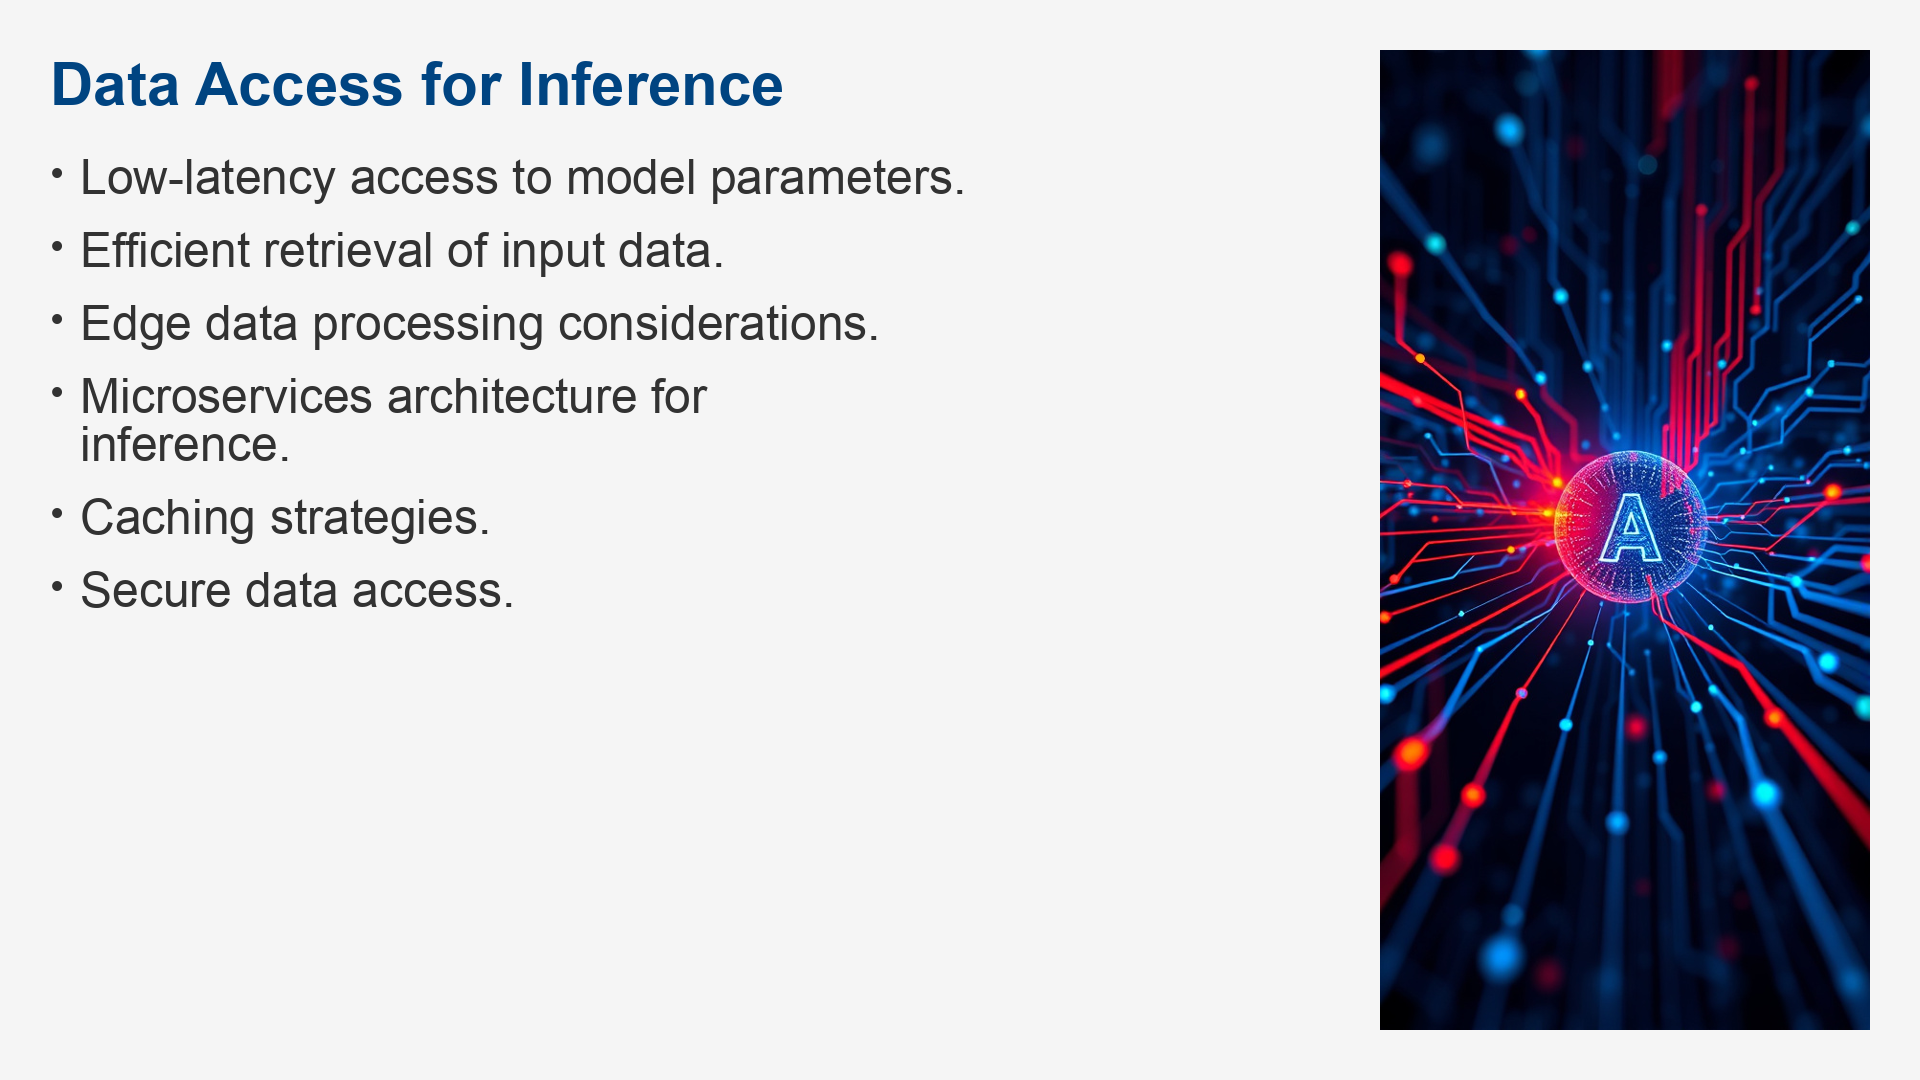 Data Access for Inference
• Low-latency access to model parameters.
• Efficient retrieval of input data.
• Edge data processing considerations.
• Microservices architecture for
inference.
• Caching strategies.
• Secure data access.
A